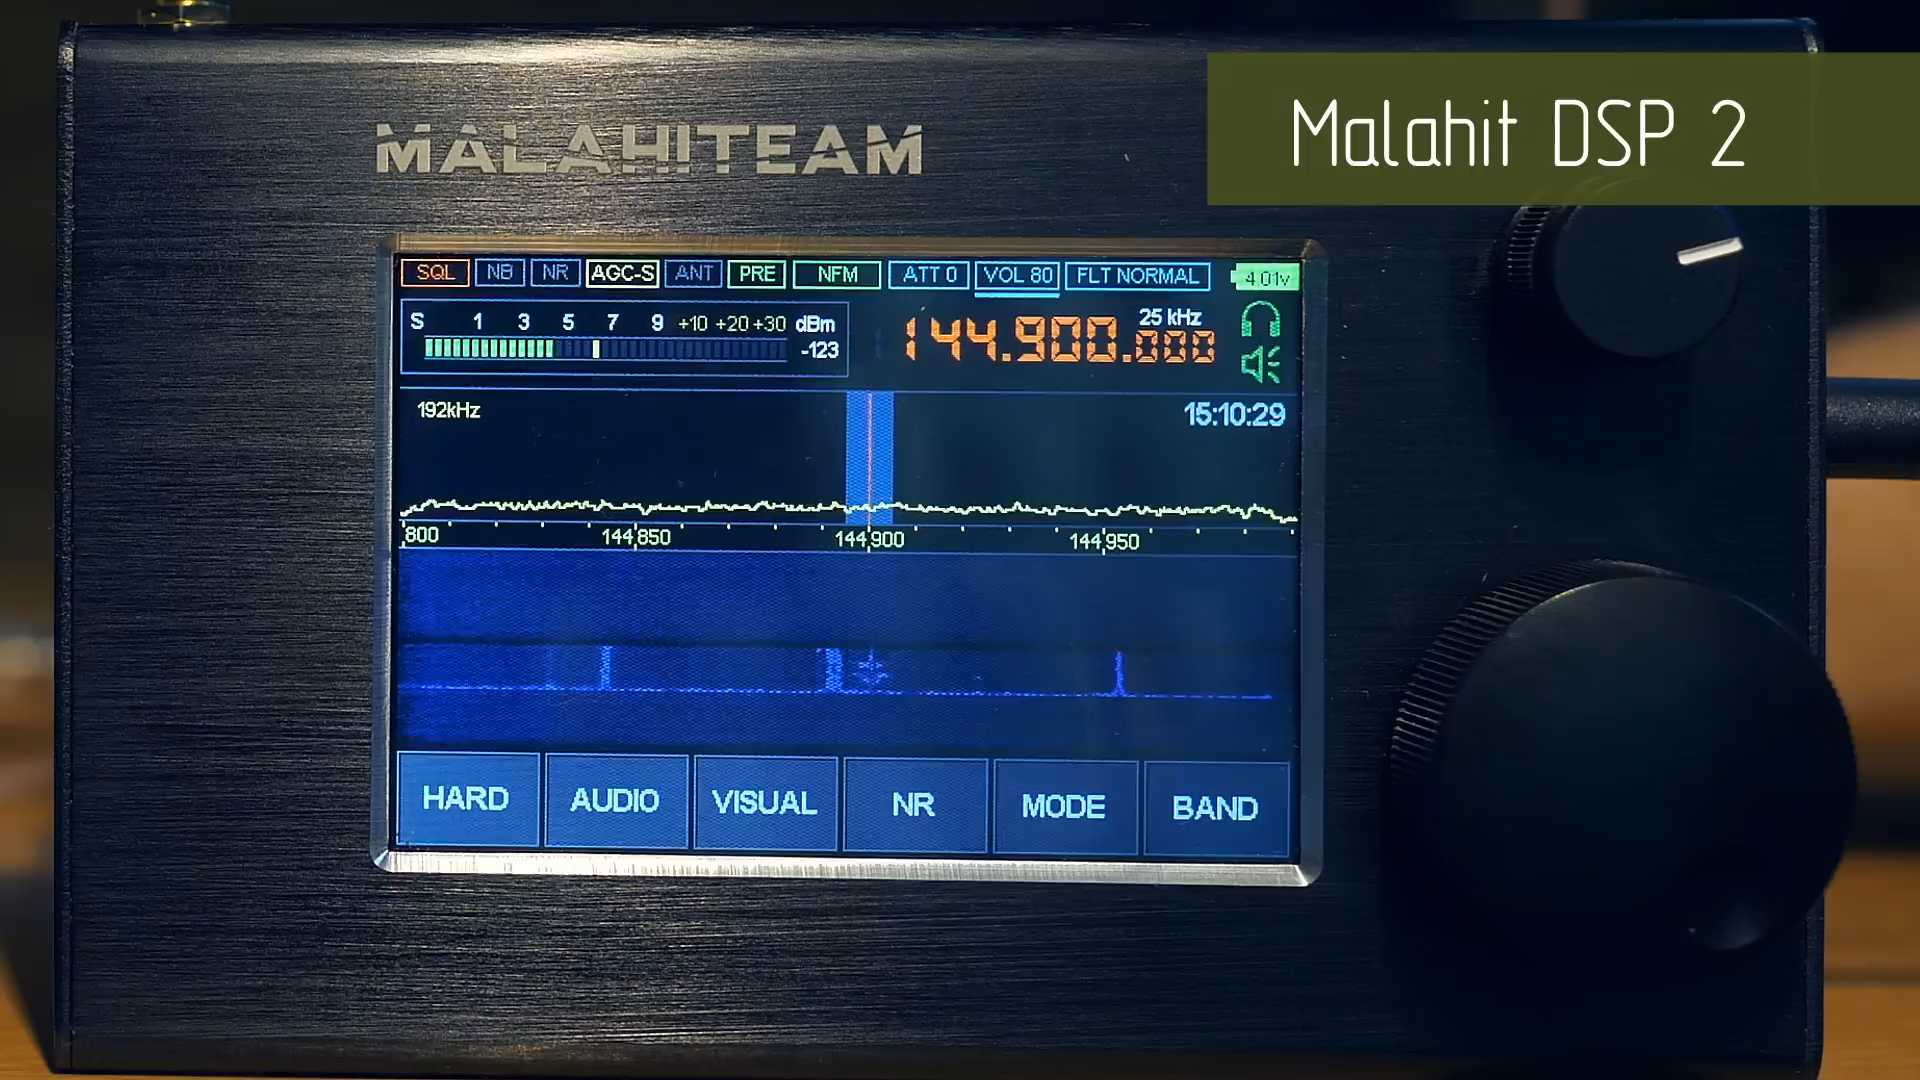 Malahit DSP 2
MALAHITEAM
SQL NB NR AGC-S ANT PRE NFM ATT 0 VOL 80 FLT NORMAL 4.01v
S 1 3 5 7 9 +10 +20 +30 dBm
-123
25 kHz
144.900.000
192kHz
15:10:29
800 144,850 144,900 144,950
HARD AUDIO VISUAL NR MODE BAND